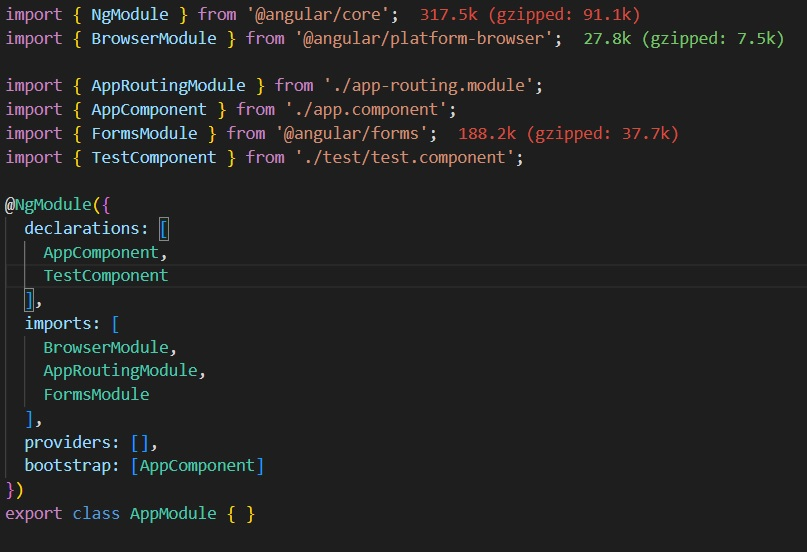 import { NgModule } from '@angular/core';  317.5k (gzipped: 91.1k)
import { BrowserModule } from '@angular/platform-browser';  27.8k (gzipped: 7.5k)

import { AppRoutingModule } from './app-routing.module';
import { AppComponent } from './app.component';
import { FormsModule } from '@angular/forms';  188.2k (gzipped: 37.7k)
import { TestComponent } from './test/test.component';

@NgModule({
  declarations: [
    AppComponent,
    TestComponent
  ],
  imports: [
    BrowserModule,
    AppRoutingModule,
    FormsModule
  ],
  providers: [],
  bootstrap: [AppComponent]
})
export class AppModule { }